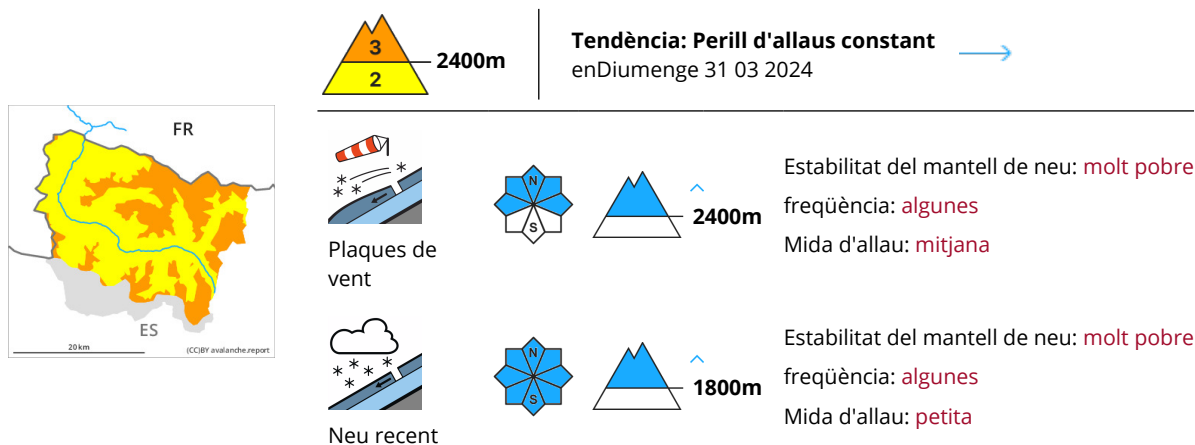 3
2
2400m
Tendència: Perill d'allaus constant
enDiumenge 31 03 2024
FR
ES
20 km
(CC)BY avalanche.report
Plaques de
vent
N
S
2400m
Estabilitat del mantell de neu: molt pobre
freqüència: algunes
Mida d'allau: mitjana
Neu recent
N
S
1800m
Estabilitat del mantell de neu: molt pobre
freqüència: algunes
Mida d'allau: petita